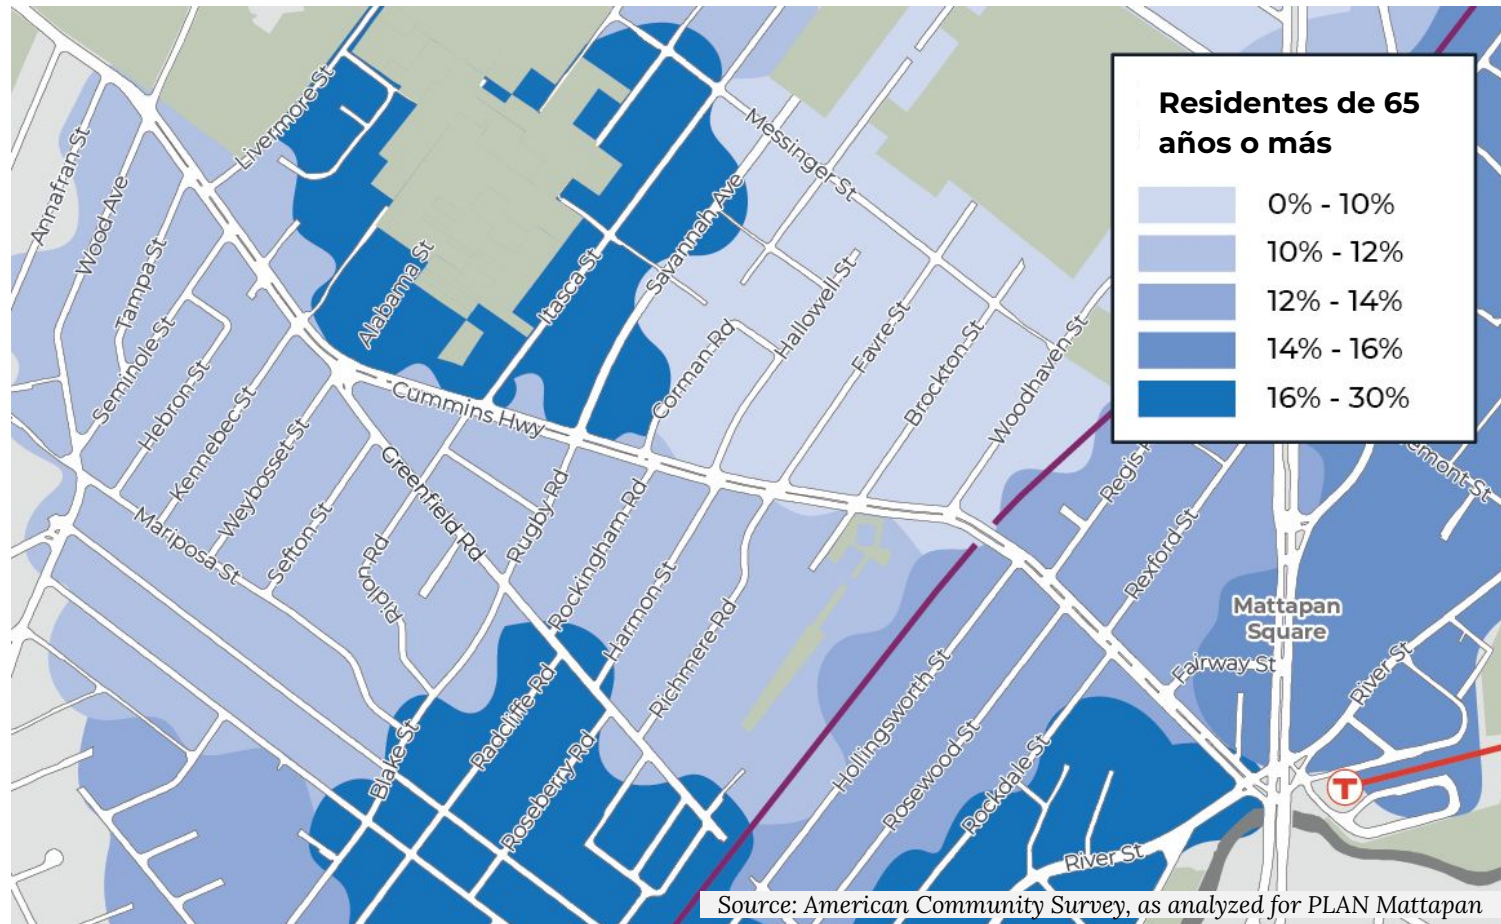 Residentes de 65
años o más
0% - 10%
10% - 12%
12% - 14%
14% - 16%
16% - 30%
Livermore St
Annafran St
Wood Ave
Tampa St
Seminole St
Hebron St
Kennebec St
Weybosset St
Sefton St
Mariposa St
Alabama St
Itasca St
Savannah Ave
Messinger St
Cummins Hwy
Corman Rd
Hallowell St
Favre St
Brockton St
Woodhaven St
Regis
Rexford St
Greenfield Rd
Ridlon Rd
Rugby Rd
Rockingham Rd
Harmon St
Richmere Rd
Blake St
Radcliffe Rd
Roseberry Rd
Hollingsworth St
Rosewood St
Rockdale St
Mattapan
Square
Fairway St
River St
River St
T
emont St
Source: American Community Survey, as analyzed for PLAN Mattapan